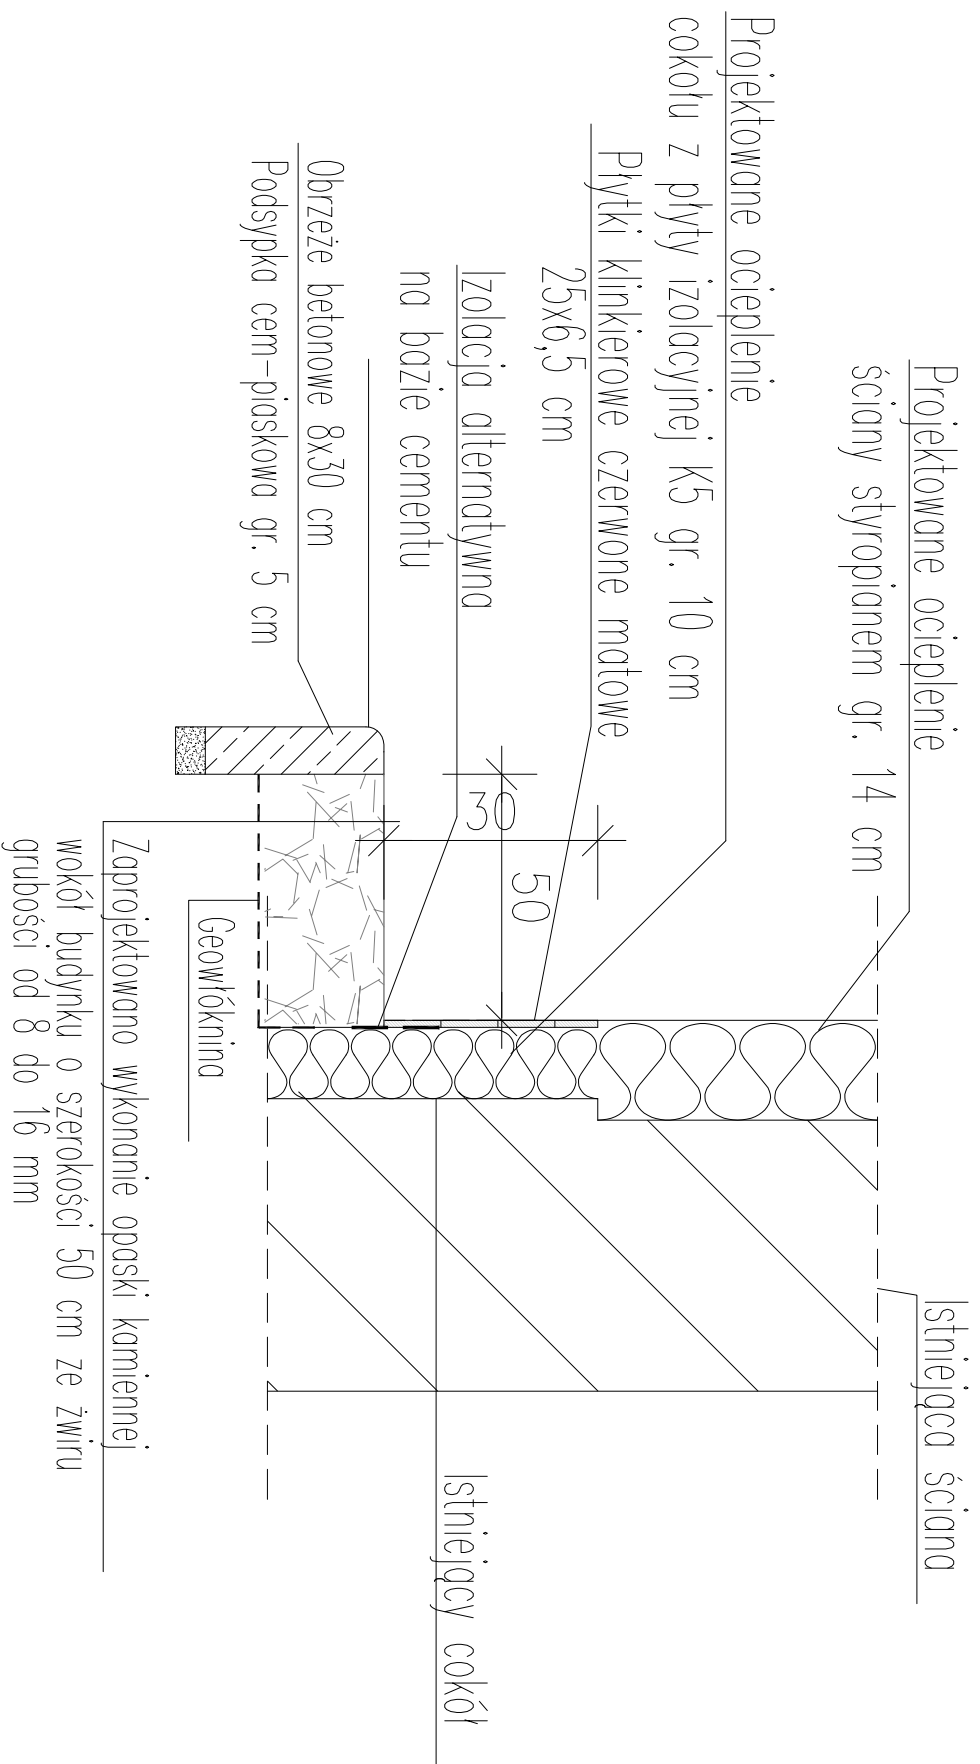 Projektowane ocieplenie
ściany styropianem gr. 14 cm
Projektowane ocieplenie
cokołu z płyty izolacyjnej K5 gr. 10 cm
Płytki klinkierowe czerwone matowe
25x6,5 cm
Izolacja alternatywna
na bazie cementu
Obrzeże betonowe 8x30 cm
Podsypka cem-piaskowa gr. 5 cm
30
50
Istniejąca ściana
Istniejący cokół
Geowłóknina
Zaprojektowano wykonanie opaski kamiennej
wokół budynku o szerokości 50 cm ze żwiru
grubości od 8 do 16 mm